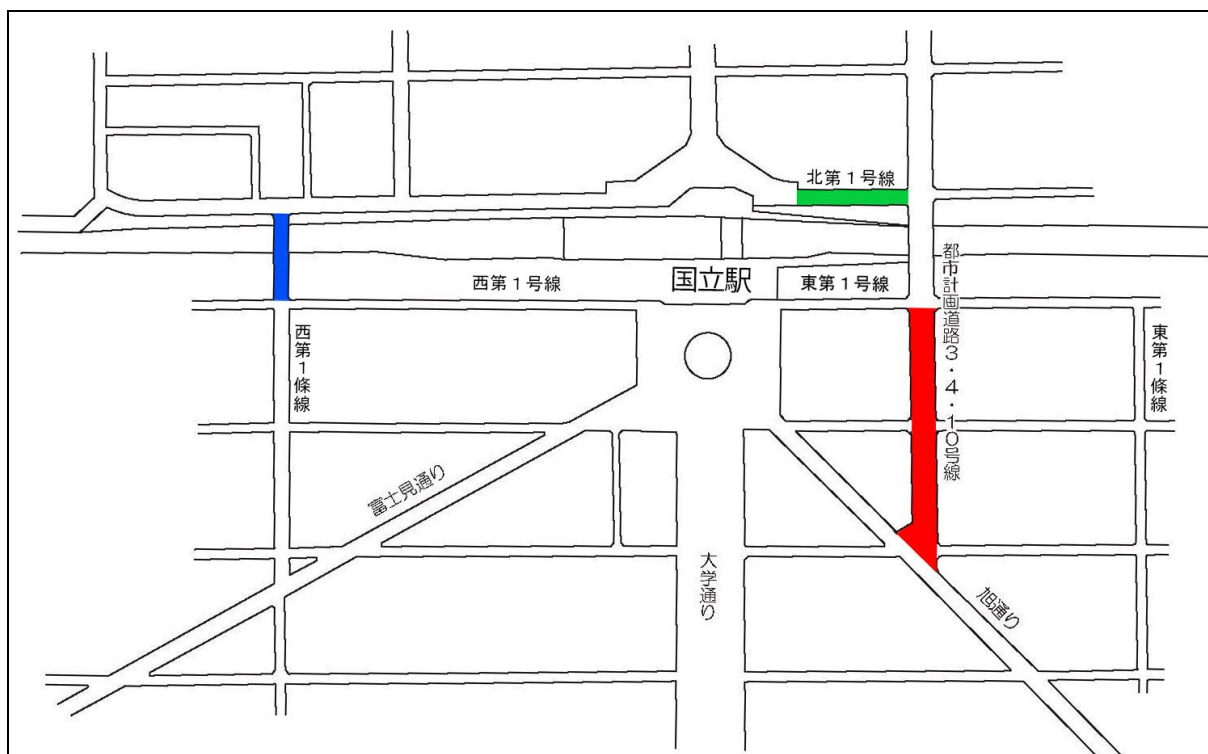 北第１号線
西第１号線
国立駅
東第１号線
都市計画道路３・４・１０号線
西第１條線
東第１條線
富士見通り
大学通り
旭通り